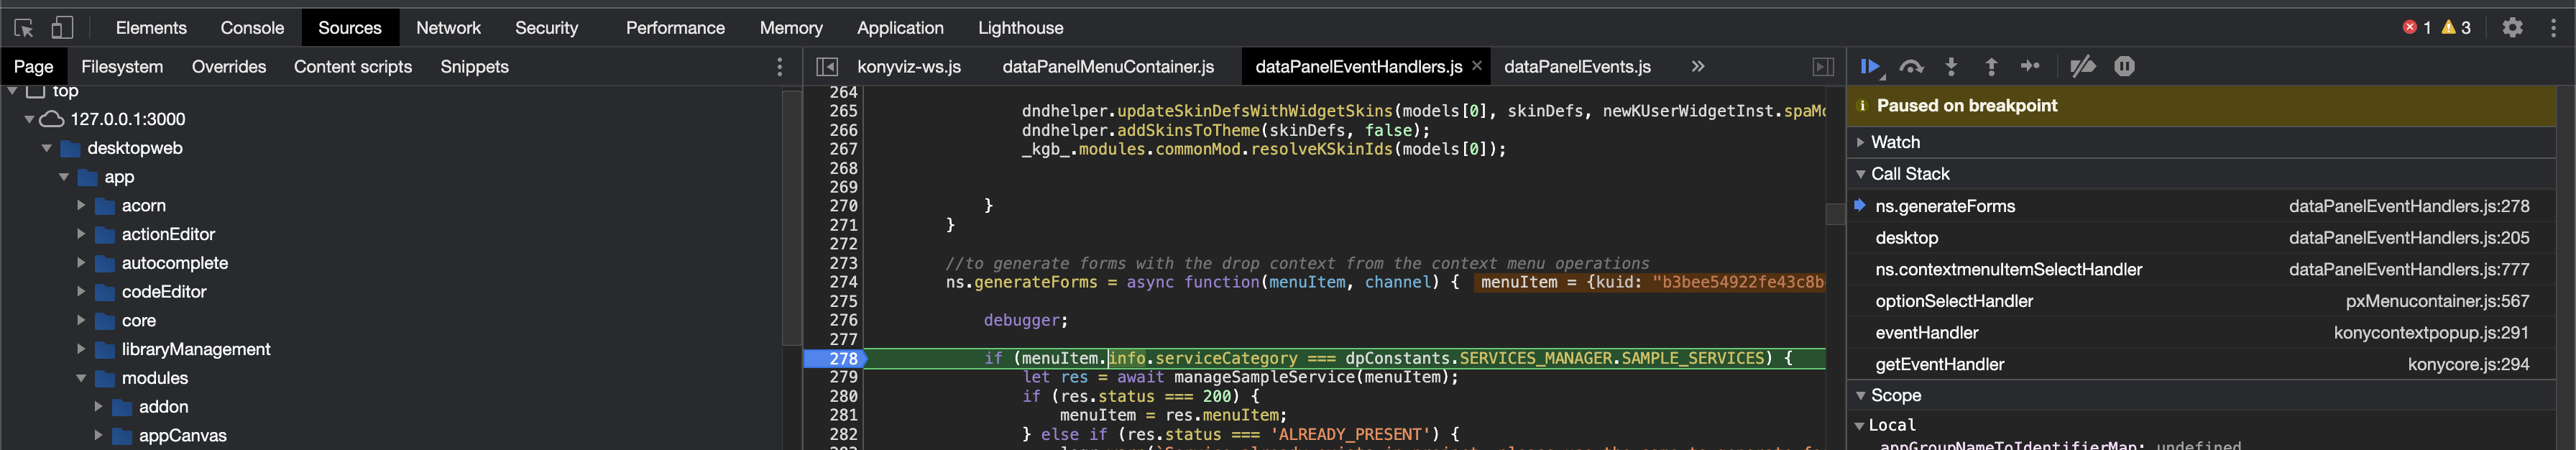 Elements Console Sources Network Security Performance Memory Application Lighthouse 1 3
Page Filesystem Overrides Content scripts Snippets
top
127.0.0.1:3000
desktopweb
app
acorn
actionEditor
autocomplete
codeEditor
core
libraryManagement
modules
addon
appCanvas
konyviz-ws.js dataPanelMenuContainer.js dataPanelEventHandlers.js × dataPanelEvents.js »
264
265 dndhelper.updateSkinDefsWithWidgetSkins(models[0], skinDefs, newKUserWidgetInst.spaMo
266 dndhelper.addSkinsToTheme(skinDefs, false);
267 _kgb_.modules.commonMod.resolveKSkinIds(models[0]);
268
269
270 }
271 }
272
273 //to generate forms with the drop context from the context menu operations
274 ns.generateForms = async function(menuItem, channel) { menuItem = {kuid: "b3bee54922fe43c8b
275
276 debugger;
277
278 if (menuItem.info.serviceCategory === dpConstants.SERVICES_MANAGER.SAMPLE_SERVICES) {
279 let res = await manageSampleService(menuItem);
280 if (res.status === 200) {
281 menuItem = res.menuItem;
282 } else if (res.status === 'ALREADY_PRESENT') {
Paused on breakpoint
Watch
Call Stack
ns.generateForms dataPanelEventHandlers.js:278
desktop dataPanelEventHandlers.js:205
ns.contextmenuItemSelectHandler dataPanelEventHandlers.js:777
optionSelectHandler pxMenucontainer.js:567
eventHandler konycontextpopup.js:291
getEventHandler konycore.js:294
Scope
Local
appGroupNameToIdentifierMap: undefined